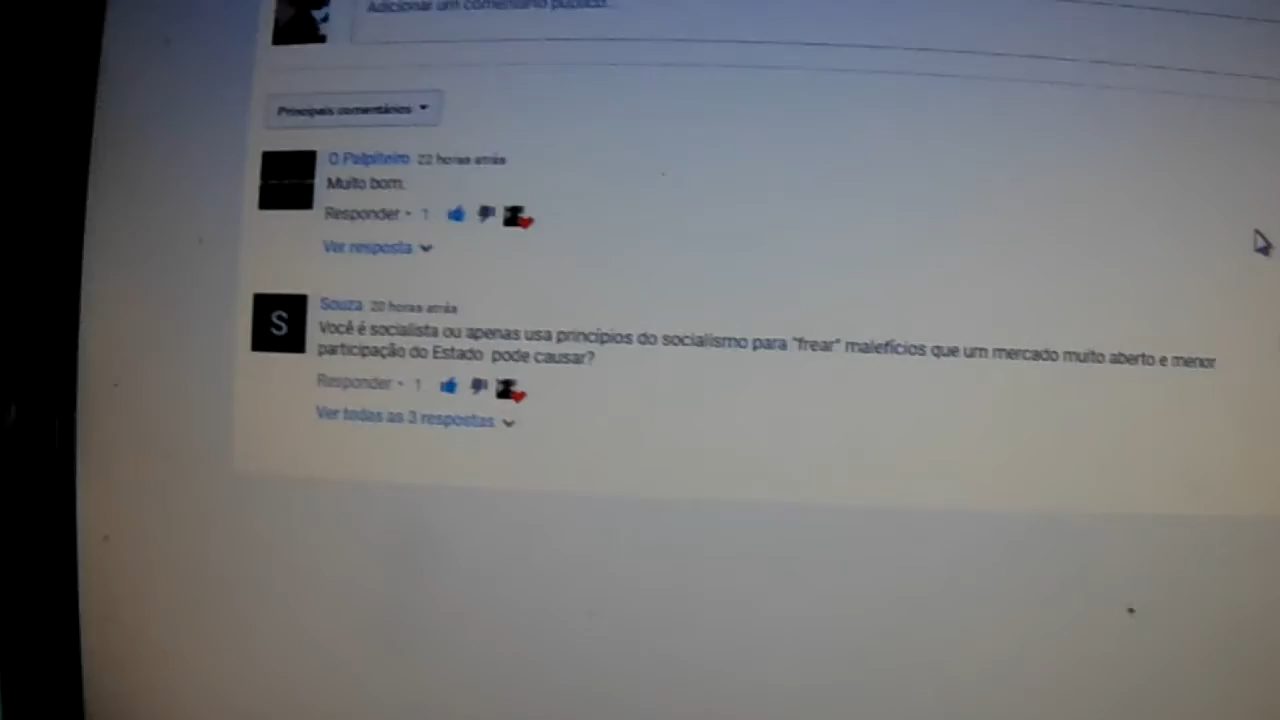 Adicionar um comentário público...
Principais comentários
O Palpiteiro 22 horas atrás
Muito bom.
Responder • 1
Ver resposta
S
Souza 20 horas atrás
Você é socialista ou apenas usa princípios do socialismo para "frear" malefícios que um mercado muito aberto e menor
participação do Estado pode causar?
Responder • 1
Ver todas as 3 respostas